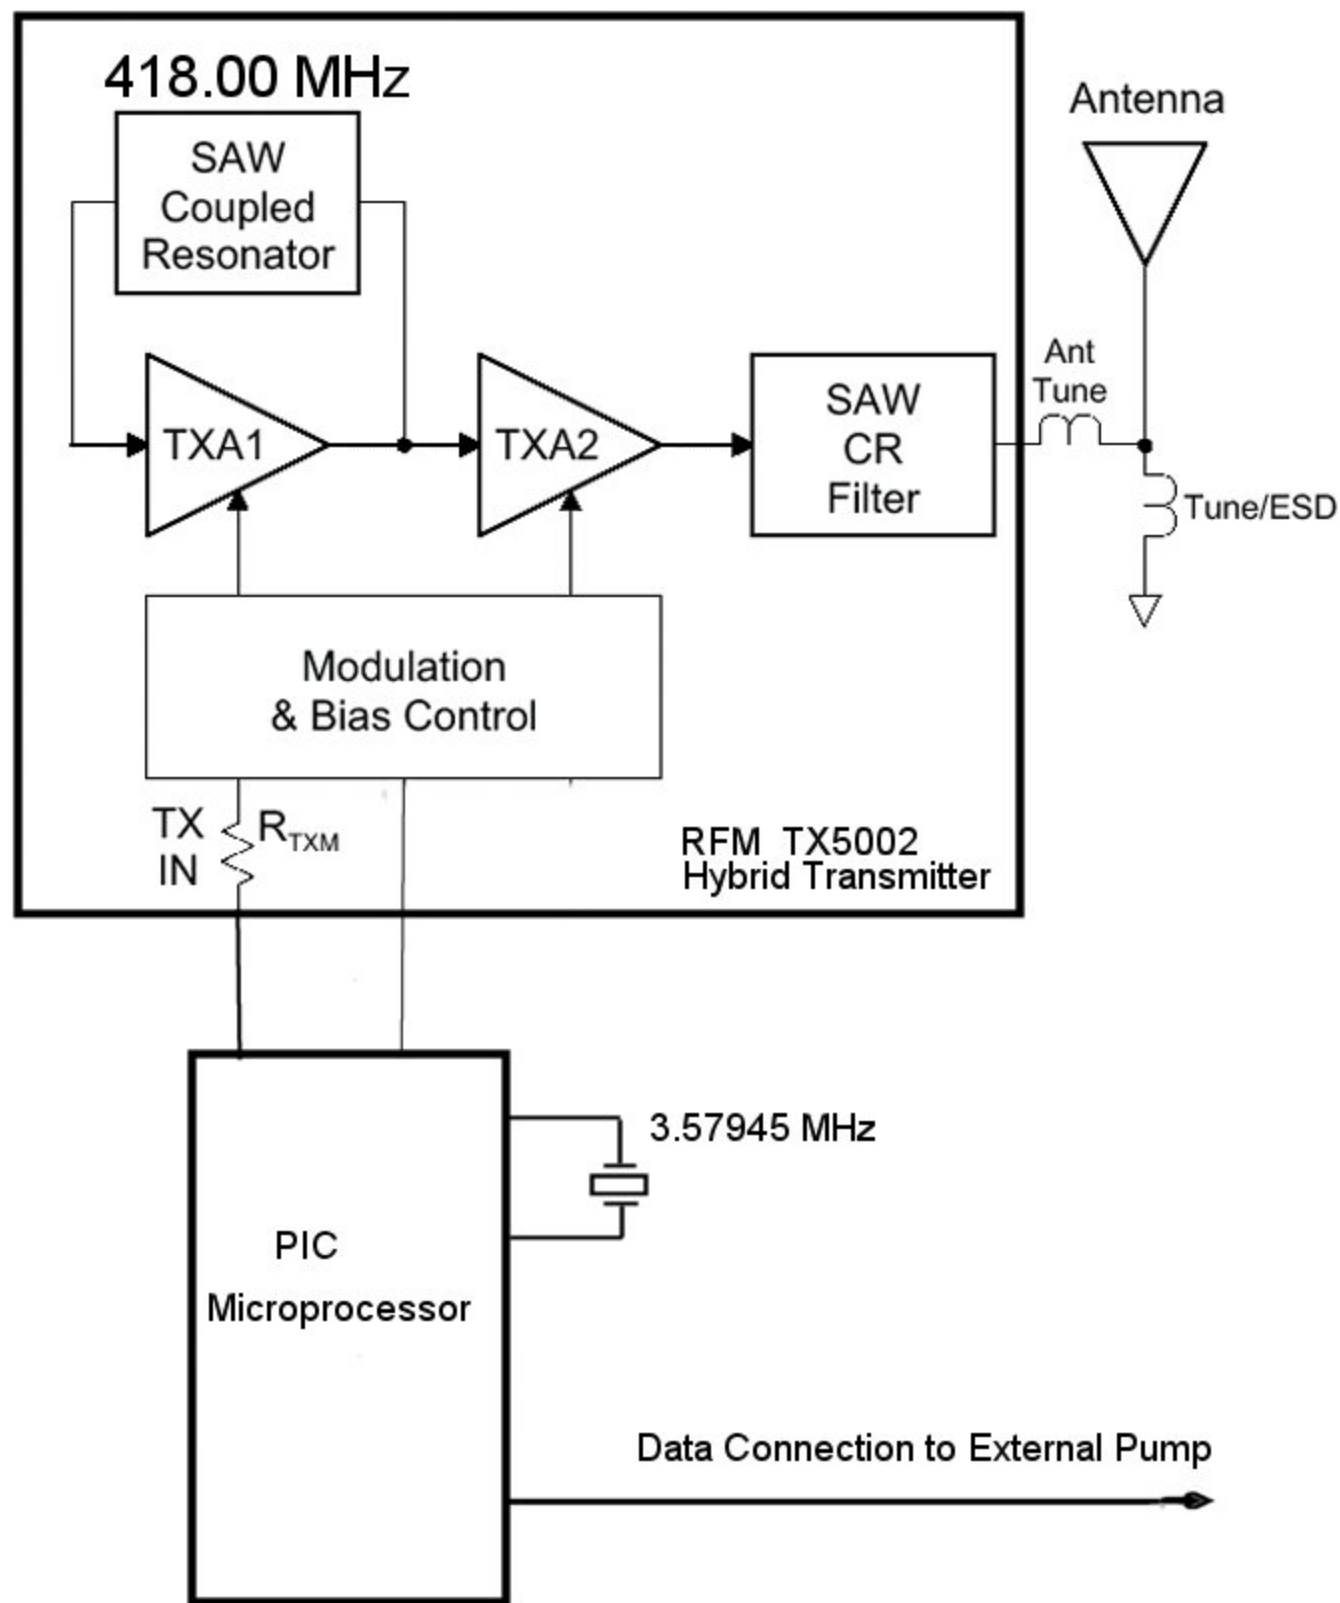 418.00 MHz
SAW
Coupled
Resonator
Antenna
TXA1
TXA2
SAW
CR
Filter
Ant
Tune
Tune/ESD
Modulation
& Bias Control
TX
IN
RTXM
RFM TX5002
Hybrid Transmitter
3.57945 MHz
PIC
Microprocessor
Data Connection to External Pump